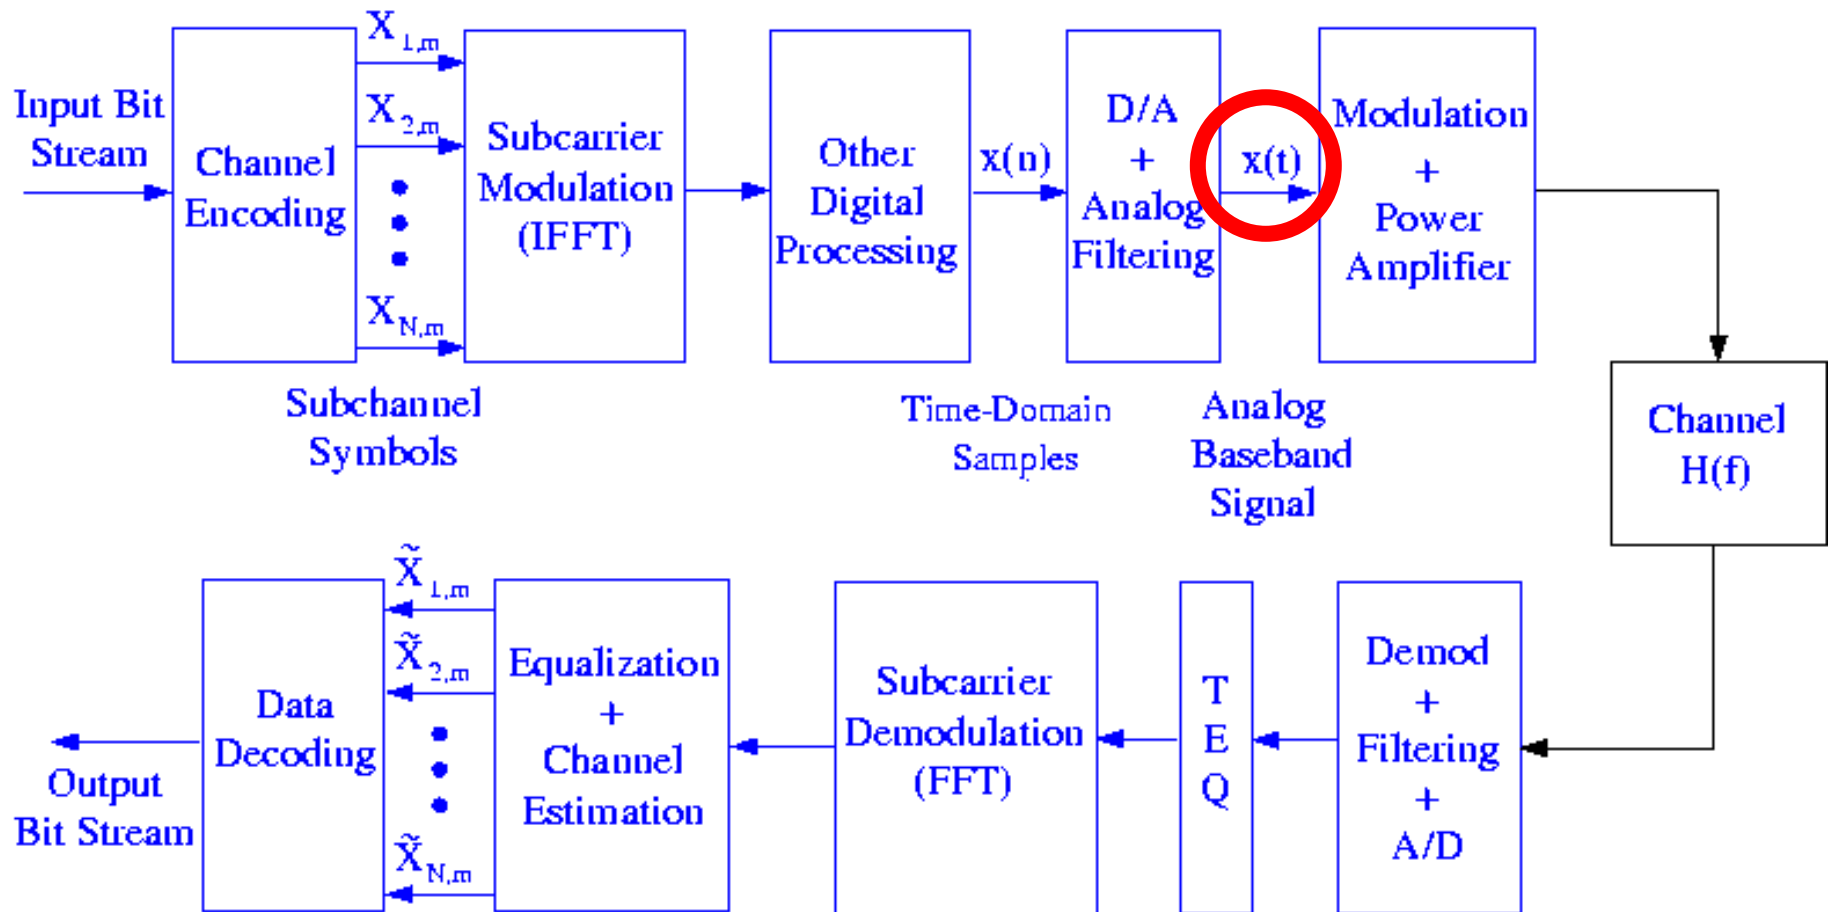 Input Bit
Stream
Channel
Encoding
X1,m
X2,m
XN,m
Subchannel
Symbols
Subcarrier
Modulation
(IFFT)
Other
Digital
Processing
x(n)
Time-Domain
Samples
D/A
+
Analog
Filtering
x(t)
Analog
Baseband
Signal
Modulation
+
Power
Amplifier
Channel
H(f)
Demod
+
Filtering
+
A/D
T
E
Q
Subcarrier
Demodulation
(FFT)
Equalization
+
Channel
Estimation
X̃1,m
X̃2,m
X̃N,m
Data
Decoding
Output
Bit Stream